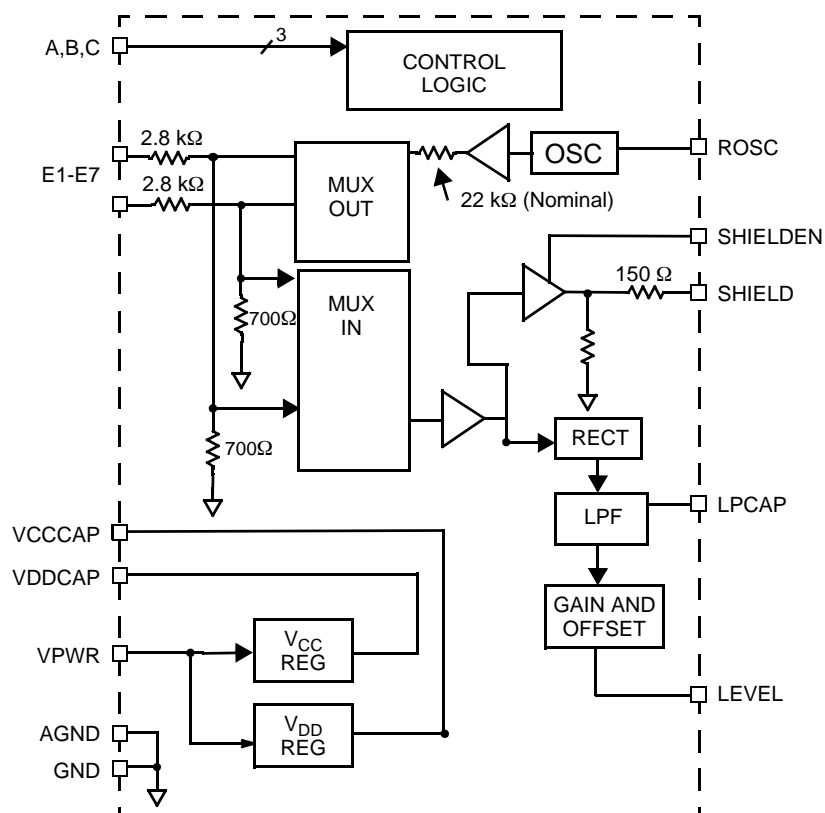 A,B,C
3
CONTROL
LOGIC
2.8 kΩ
E1-E7
2.8 kΩ
MUX
OUT
OSC
ROSC
22 kΩ (Nominal)
SHIELDEN
150 Ω
SHIELD
700Ω
MUX
IN
700Ω
RECT
LPF
LPCAP
GAIN AND
OFFSET
LEVEL
VCCCAP
VDDCAP
VPWR
VCC
REG
VDD
REG
AGND
GND